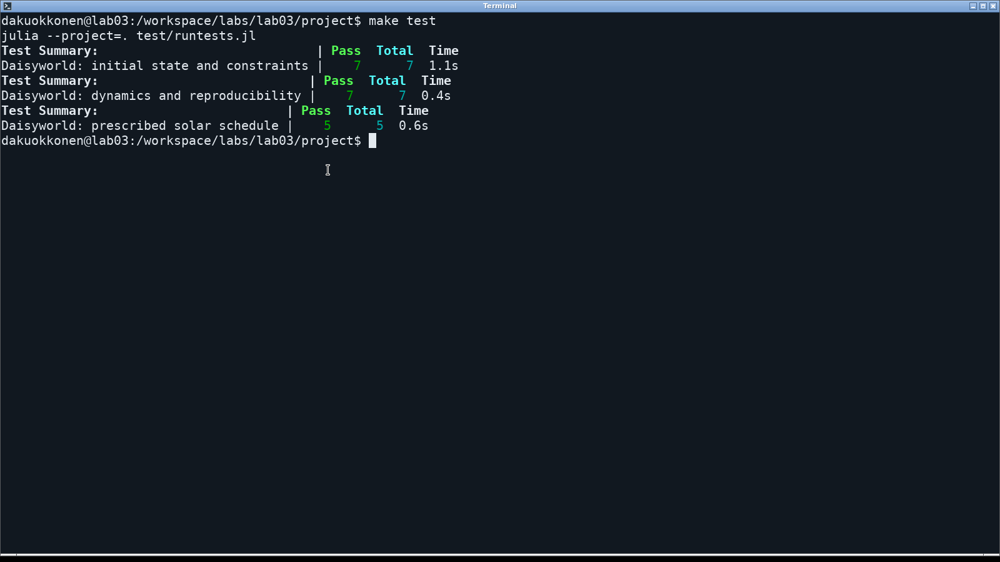 Terminal
dakuokkonen@lab03:/workspace/labs/lab03/project$ make test
julia --project=. test/runtests.jl
Test Summary:                             | Pass  Total  Time
Daisyworld: initial state and constraints |    7      7  1.1s
Test Summary:                            | Pass  Total  Time
Daisyworld: dynamics and reproducibility |    7      7  0.4s
Test Summary:                         | Pass  Total  Time
Daisyworld: prescribed solar schedule |    5      5  0.6s
dakuokkonen@lab03:/workspace/labs/lab03/project$